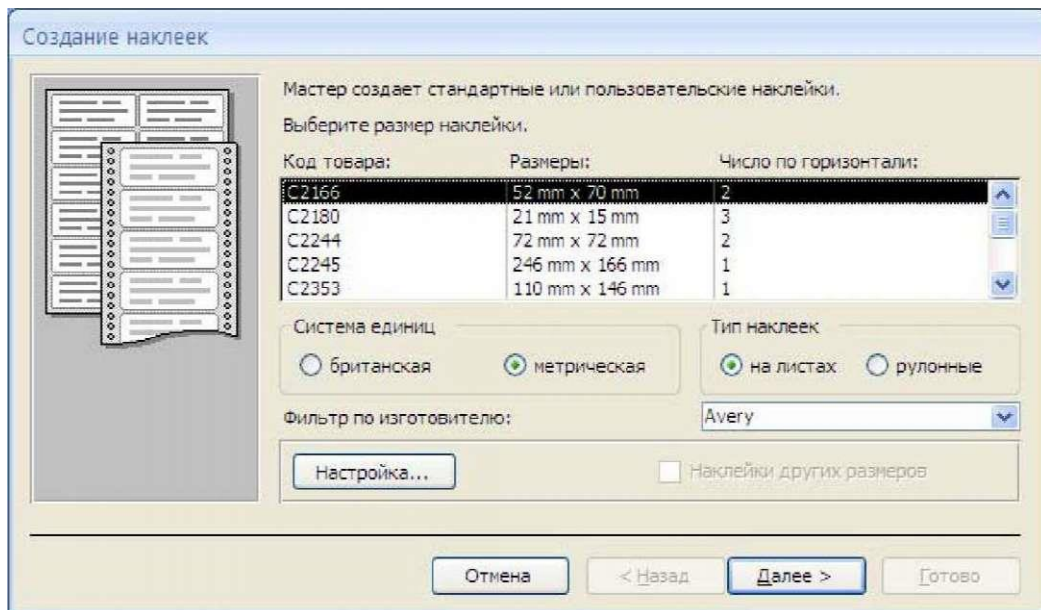 Создание наклеек
Мастер создает стандартные или пользовательские наклейки.
Выберите размер наклейки.
Код товара: Размеры: Число по горизонтали:
C2166 52 mm x 70 mm 2
C2180 21 mm x 15 mm 3
C2244 72 mm x 72 mm 2
C2245 246 mm x 166 mm 1
C2353 110 mm x 146 mm 1
Система единиц Тип наклеек
британская метрическая на листах рулонные
Фильтр по изготовителю: Avery
Настройка... Наклейки других размеров
Отмена < Назад Далее > Готово